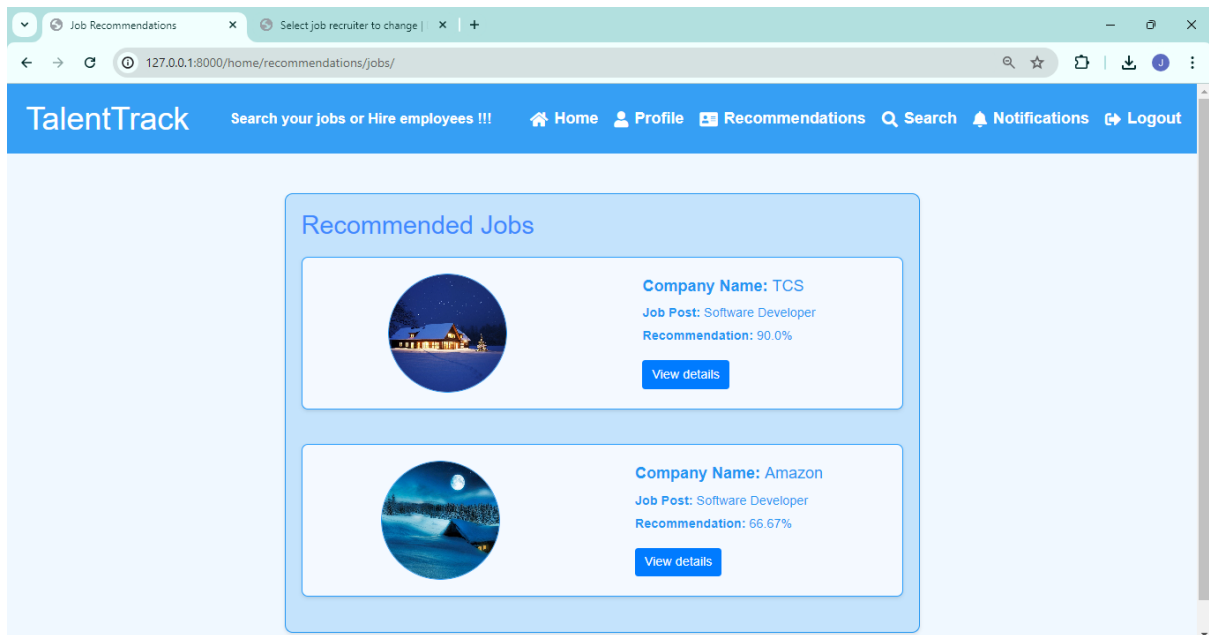 Job Recommendations
Select job recruiter to change |
127.0.0.1:8000/home/recommendations/jobs/
J
TalentTrack Search your jobs or Hire employees !!! Home Profile Recommendations Search Notifications Logout
Recommended Jobs
Company Name: TCS
Job Post: Software Developer
Recommendation: 90.0%
View details
Company Name: Amazon
Job Post: Software Developer
Recommendation: 66.67%
View details